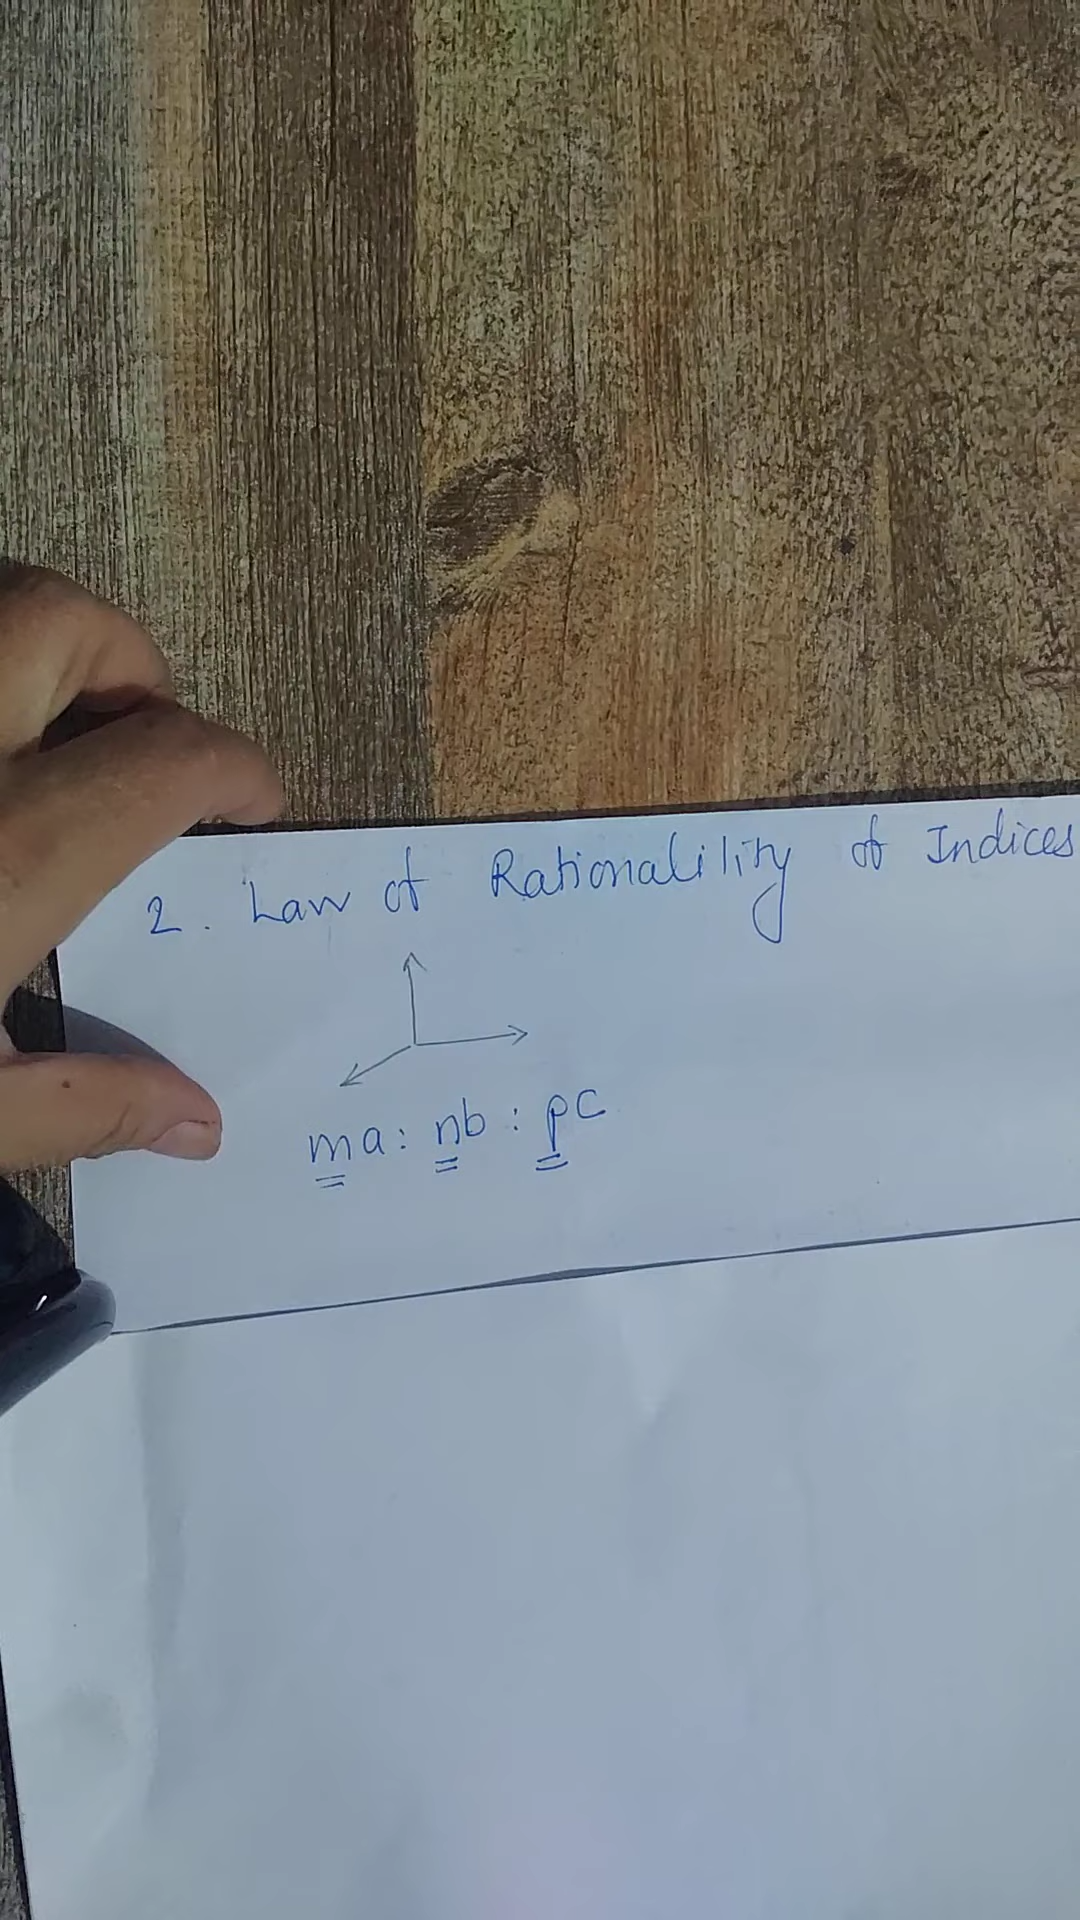 2. Law of Rationalility of Indices
ma : nb : pc